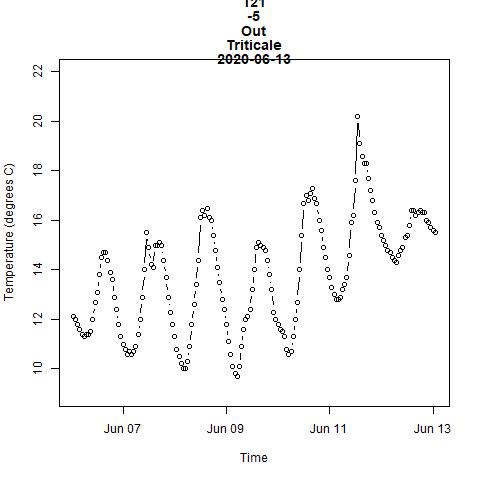 121
-5
Out
Triticale
2020-06-13
Temperature (degrees C)
22
20
18
16
14
12
10
Jun 07
Jun 09
Jun 11
Jun 13
Time